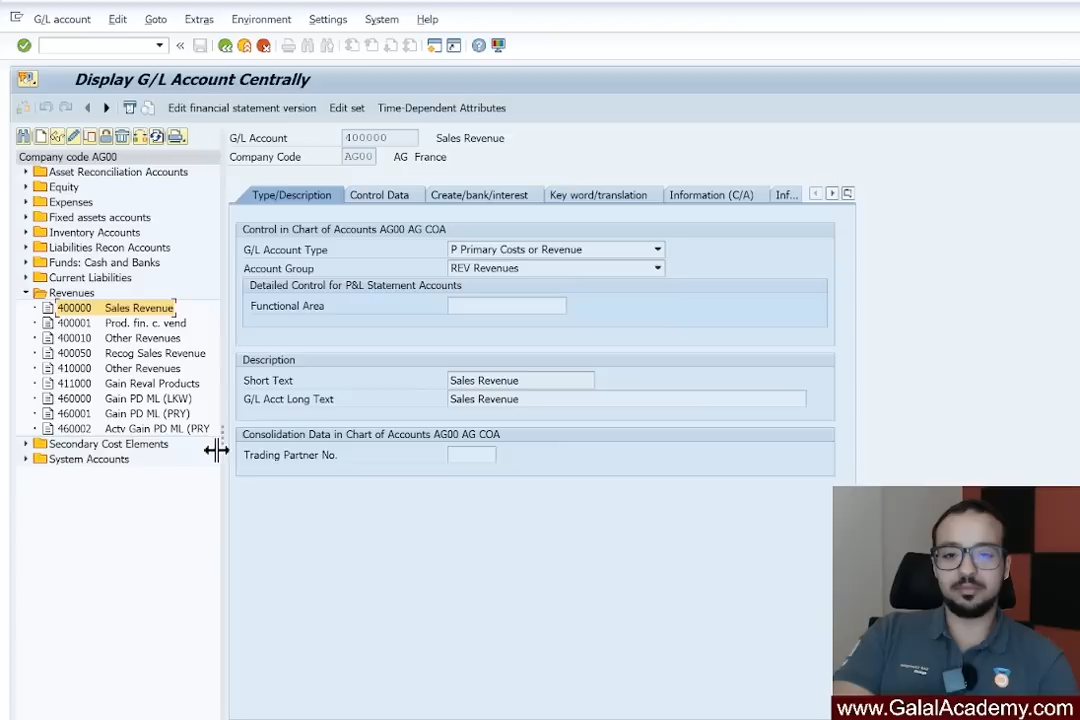 G/L account Edit Goto Extras Environment Settings System Help
Display G/L Account Centrally
Edit financial statement version Edit set Time-Dependent Attributes
G/L Account 400000 Sales Revenue
Company Code AG00 AG France
Company code AG00
Asset Reconciliation Accounts
Equity
Expenses
Fixed assets accounts
Inventory Accounts
Liabilities Recon Accounts
Funds: Cash and Banks
Current Liabilities
Revenues
400000 Sales Revenue
400001 Prod. fin. c. vend
400010 Other Revenues
400050 Recog Sales Revenue
410000 Other Revenues
411000 Gain Reval Products
460000 Gain PD ML (LKW)
460001 Gain PD ML (PRY)
460002 Actv Gain PD ML (PRY
Secondary Cost Elements
System Accounts
Type/Description Control Data Create/bank/interest Key word/translation Information (C/A) Inf...
Control in Chart of Accounts AG00 AG COA
G/L Account Type P Primary Costs or Revenue
Account Group REV Revenues
Detailed Control for P&L Statement Accounts
Functional Area
Description
Short Text Sales Revenue
G/L Acct Long Text Sales Revenue
Consolidation Data in Chart of Accounts AG00 AG COA
Trading Partner No.
www.GalalAcademy.com